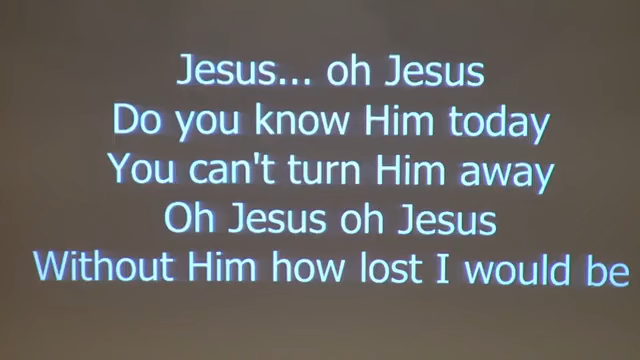 Jesus... oh Jesus
Do you know Him today
You can't turn Him away
Oh Jesus oh Jesus
Without Him how lost I would be